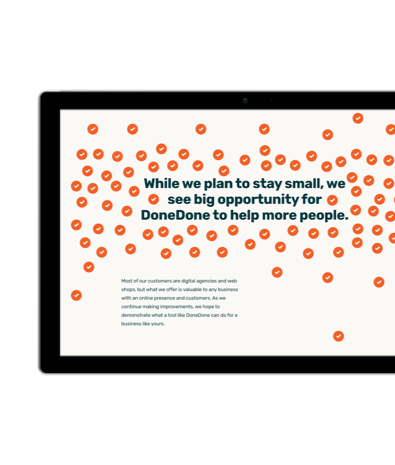 While we plan to stay small, we
see big opportunity for
DoneDone to help more people.
Most of our customers are digital agencies and web
shops, but what we offer is valuable to any business
with an online presence and customers. As we
continue making improvements, we hope to
demonstrate what a tool like DoneDone can do for a
business like yours.